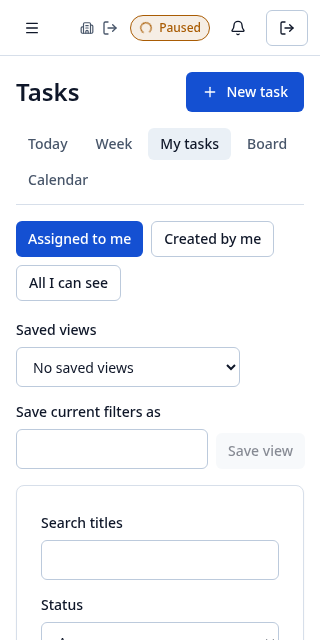 Paused
Tasks
New task
Today Week My tasks Board
Calendar
Assigned to me Created by me
All I can see
Saved views
No saved views
Save current filters as
Save view
Search titles
Status